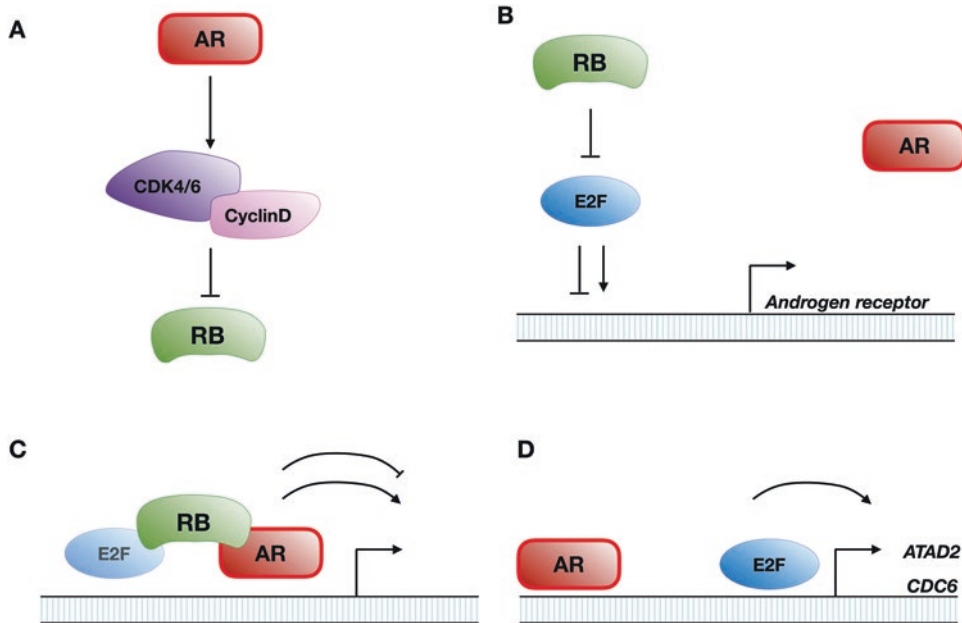 A
AR
CDK4/6
CyclinD
RB
B
RB
AR
E2F
Androgen receptor
C
RB
E2F
AR
D
AR
E2F
ATAD2
CDC6